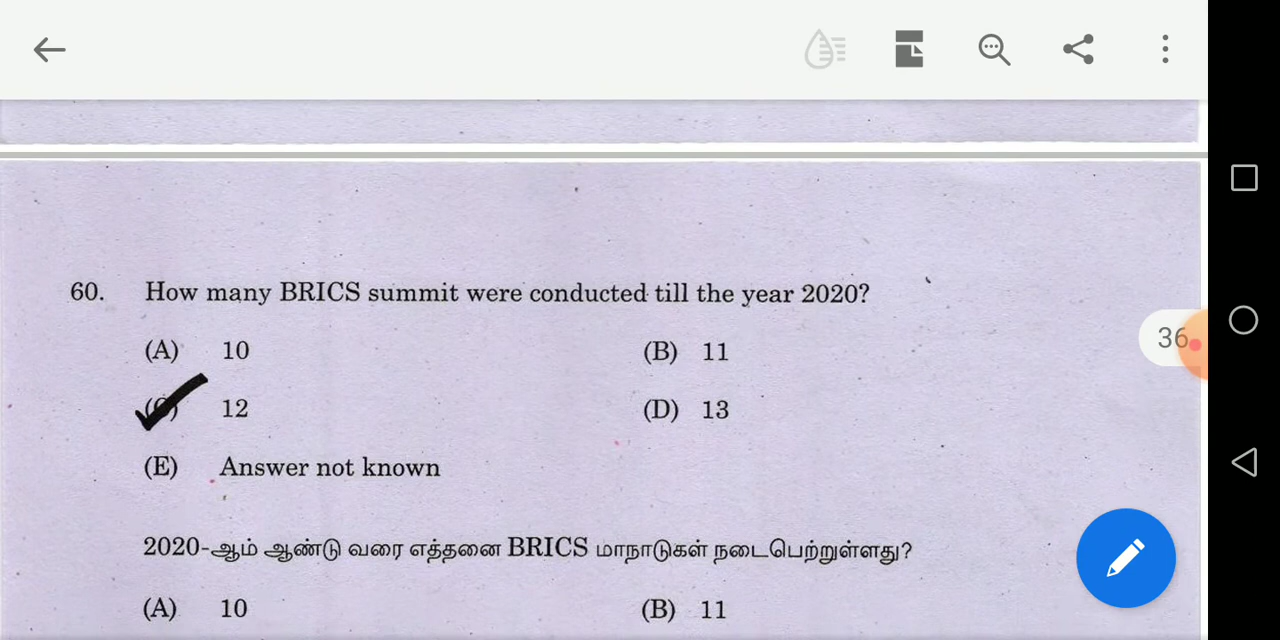 60. How many BRICS summit were conducted till the year 2020?
36
(A) 10 (B) 11
(C) 12 (D) 13
(E) Answer not known
2020-ஆம் ஆண்டு வரை எத்தனை BRICS மாநாடுகள் நடைபெற்றுள்ளது?
(A) 10 (B) 11